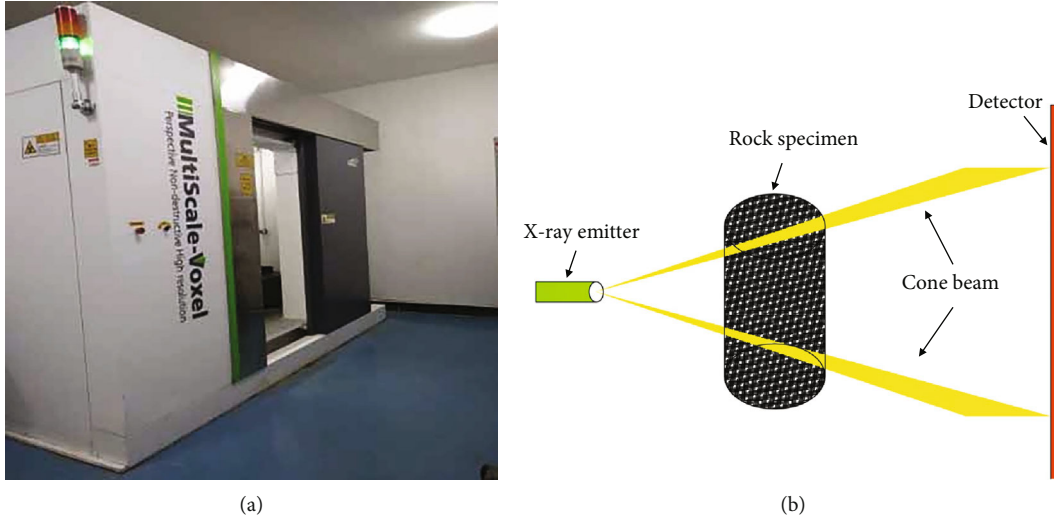 MultiScale-Voxel
Perspective Non-destructive High resolution
Detector
Rock specimen
X-ray emitter
Cone beam
(a)
(b)